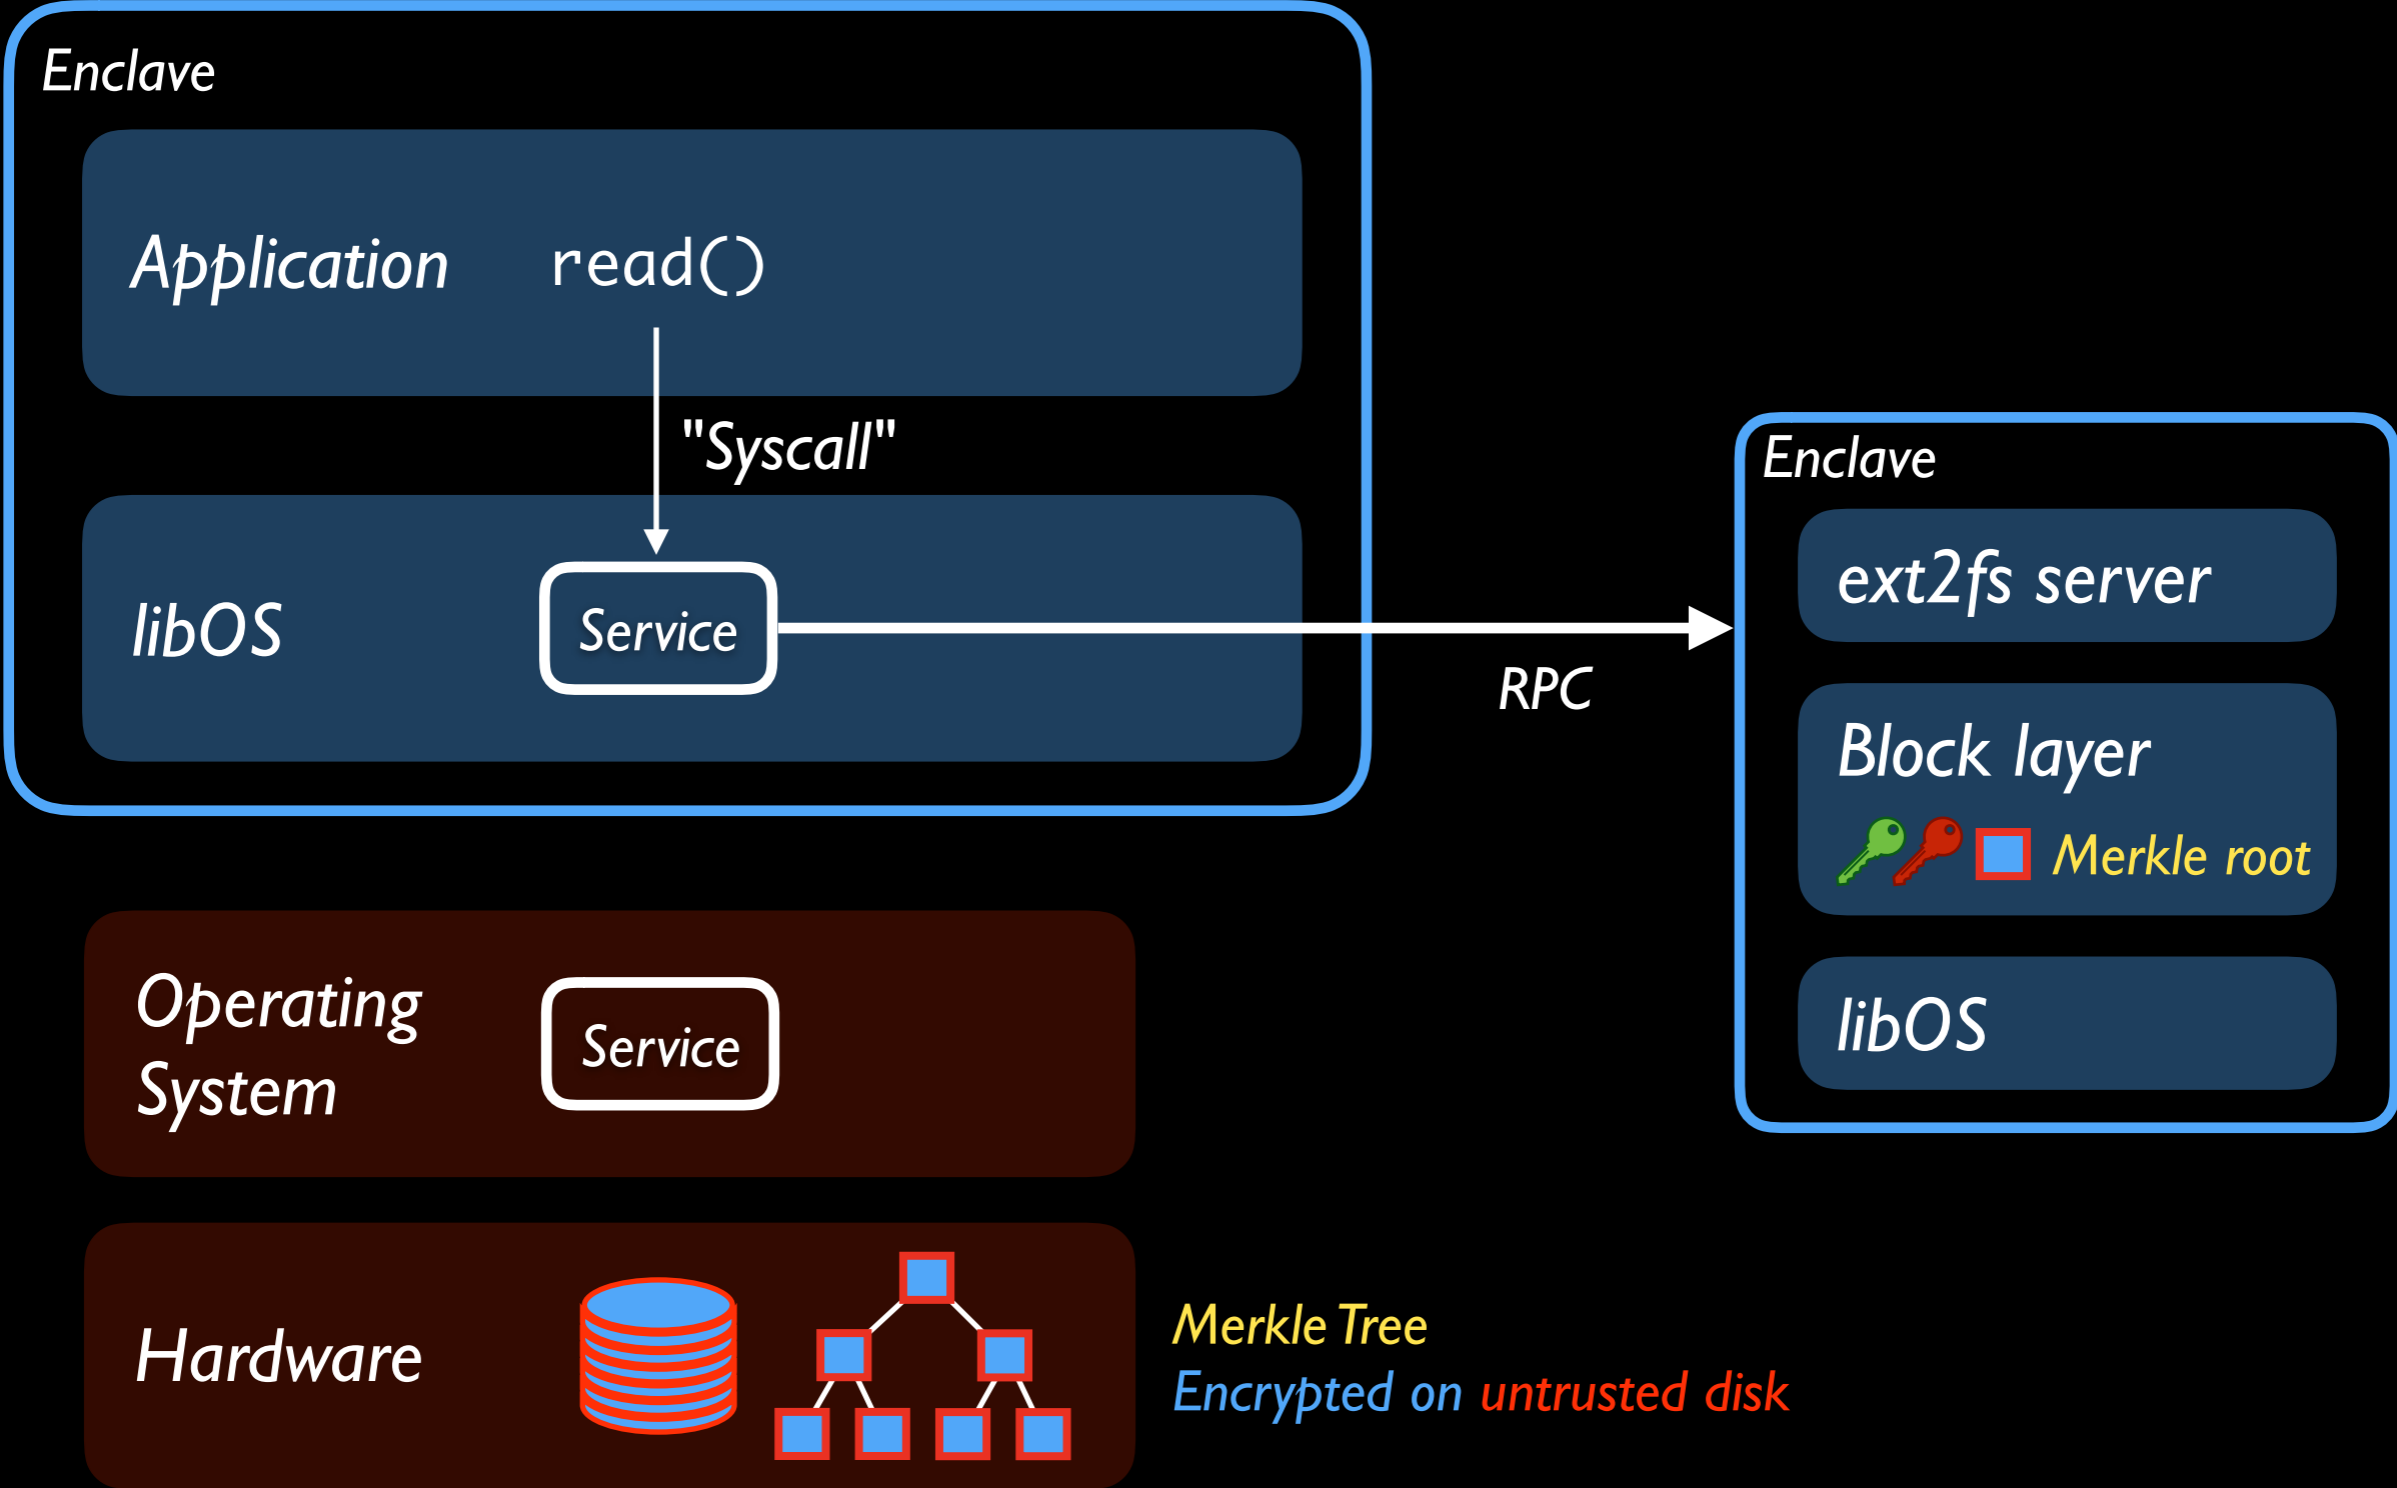 Enclave
Application
read()
"Syscall"
libOS
Service
RPC
Enclave
ext2fs server
Block layer
Merkle root
libOS
Operating
System
Service
Hardware
Merkle Tree
Encrypted on untrusted disk